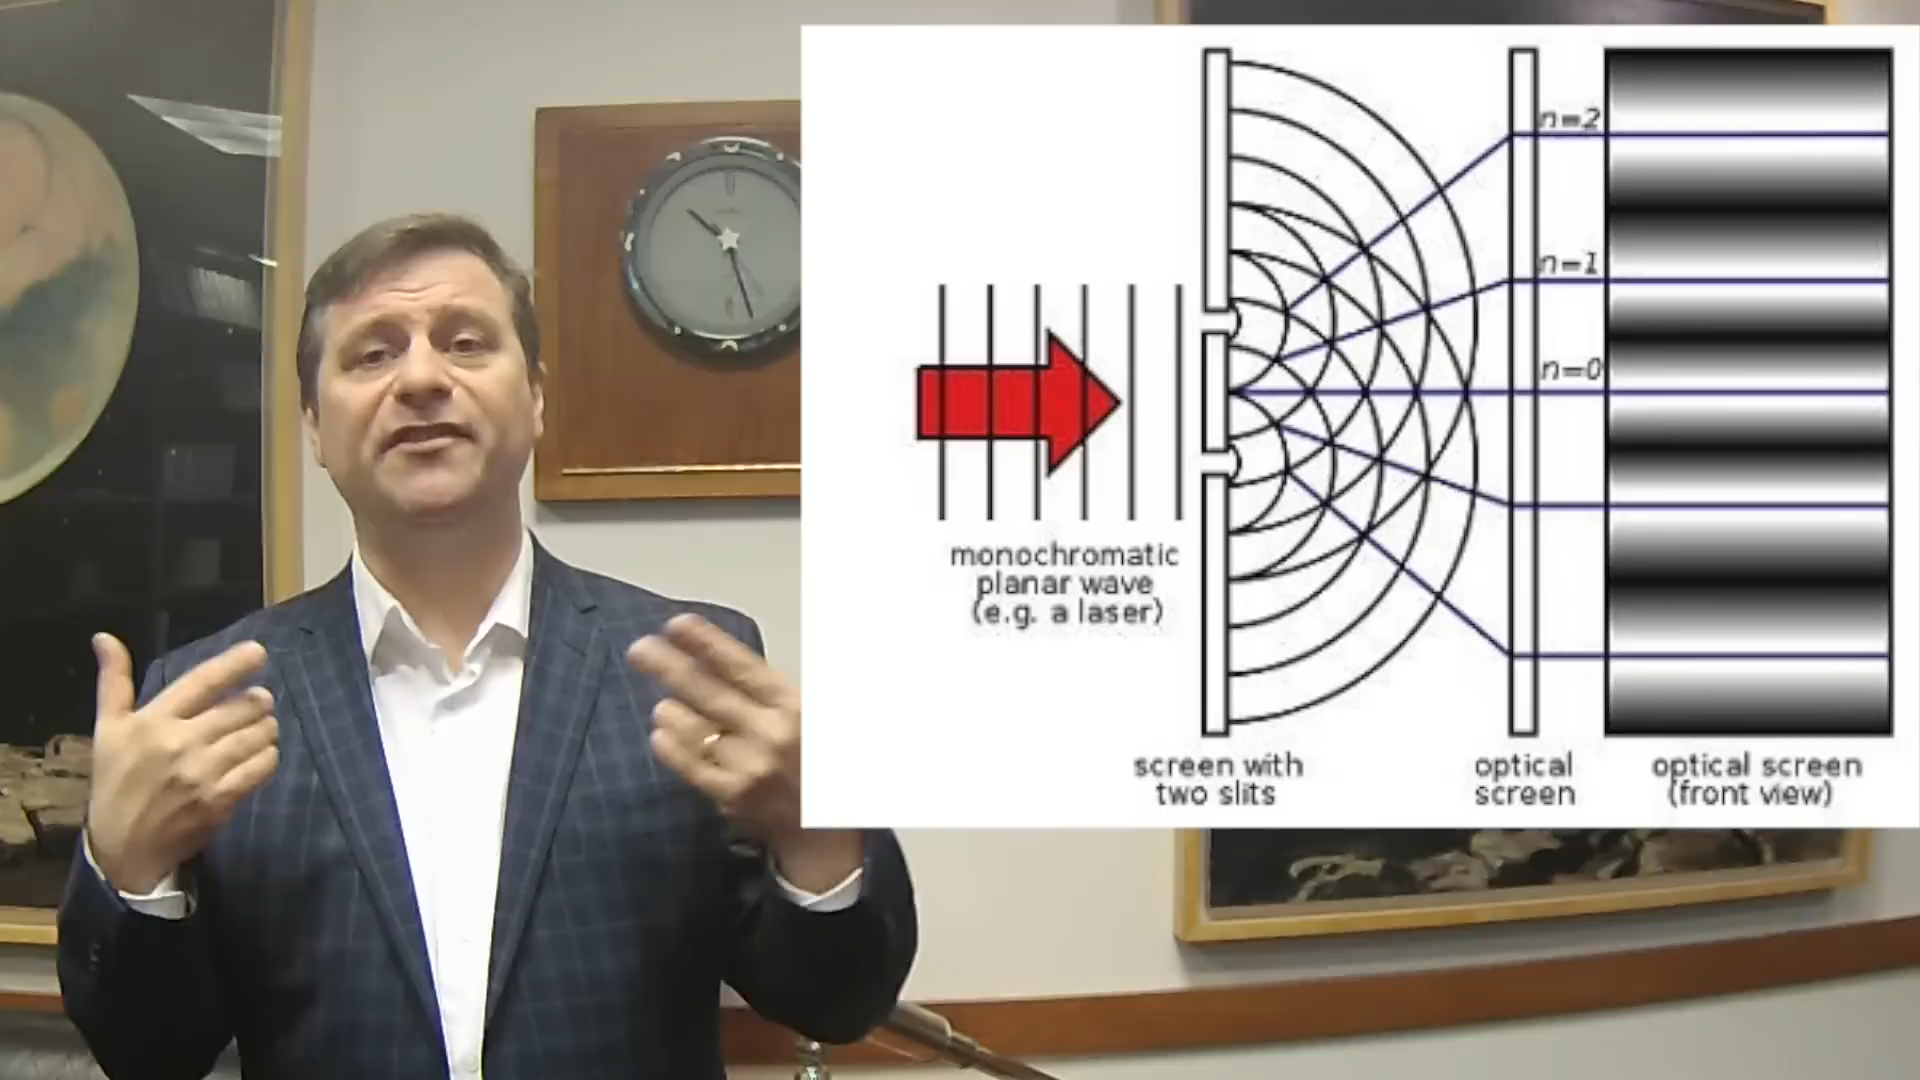 n=2
n=1
n=0
monochromatic
planar wave
(e.g. a laser)
screen with
two slits
optical
screen
optical screen
(front view)